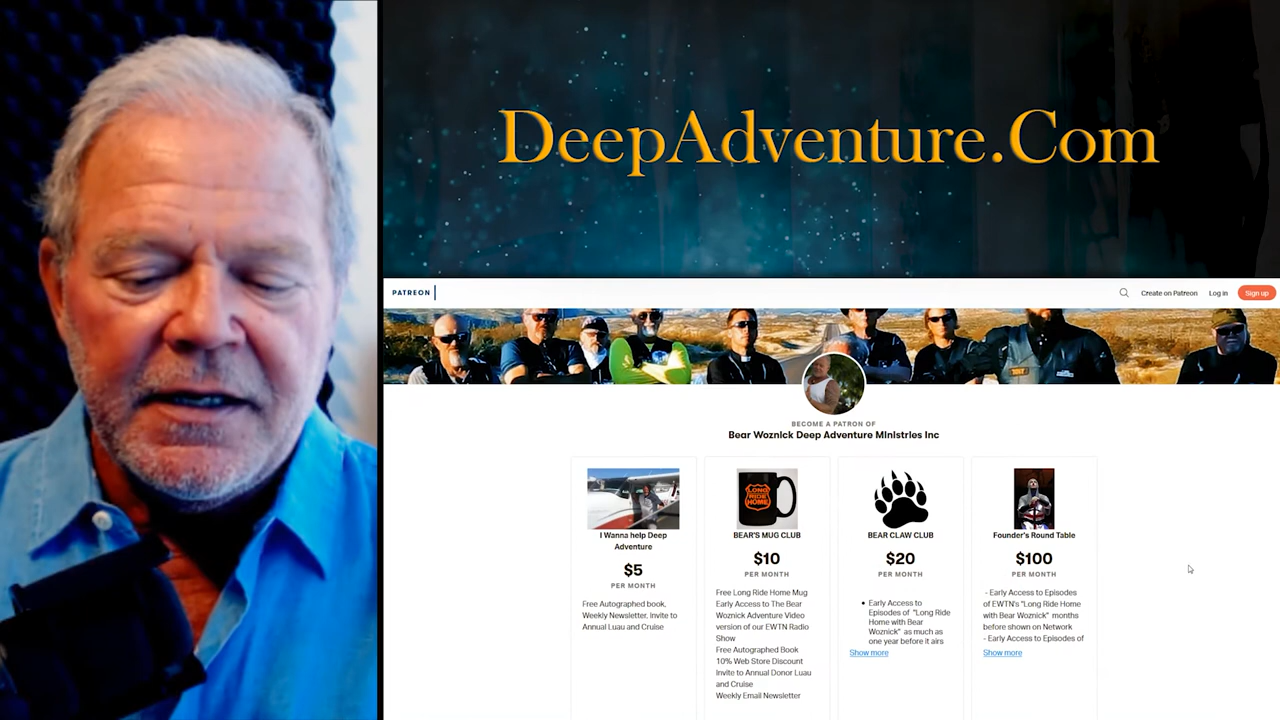 DeepAdventure.Com
PATREON
Create on Patreon
Log in
Sign up
BECOME A PATRON OF
Bear Woznick Deep Adventure Ministries Inc
I Wanna help Deep
Adventure
$5
PER MONTH
Free Autographed book,
Weekly Newsletter, Invite to
Annual Luau and Cruise
LONG
RIDE
HOME
BEAR'S MUG CLUB
$10
PER MONTH
Free Long Ride Home Mug
Early Access to The Bear
Woznick Adventure Video
version of our EWTN Radio
Show
Free Autographed Book
10% Web Store Discount
Invite to Annual Donor Luau
and Cruise
Weekly Email Newsletter
BEAR CLAW CLUB
$20
PER MONTH
• Early Access to
Episodes of "Long Ride
Home with Bear
Woznick" as much as
one year before it airs
Show more
Founder's Round Table
$100
PER MONTH
- Early Access to Episodes
of EWTN's "Long Ride Home
with Bear Woznick" months
before shown on Network
- Early Access to Episodes of
Show more